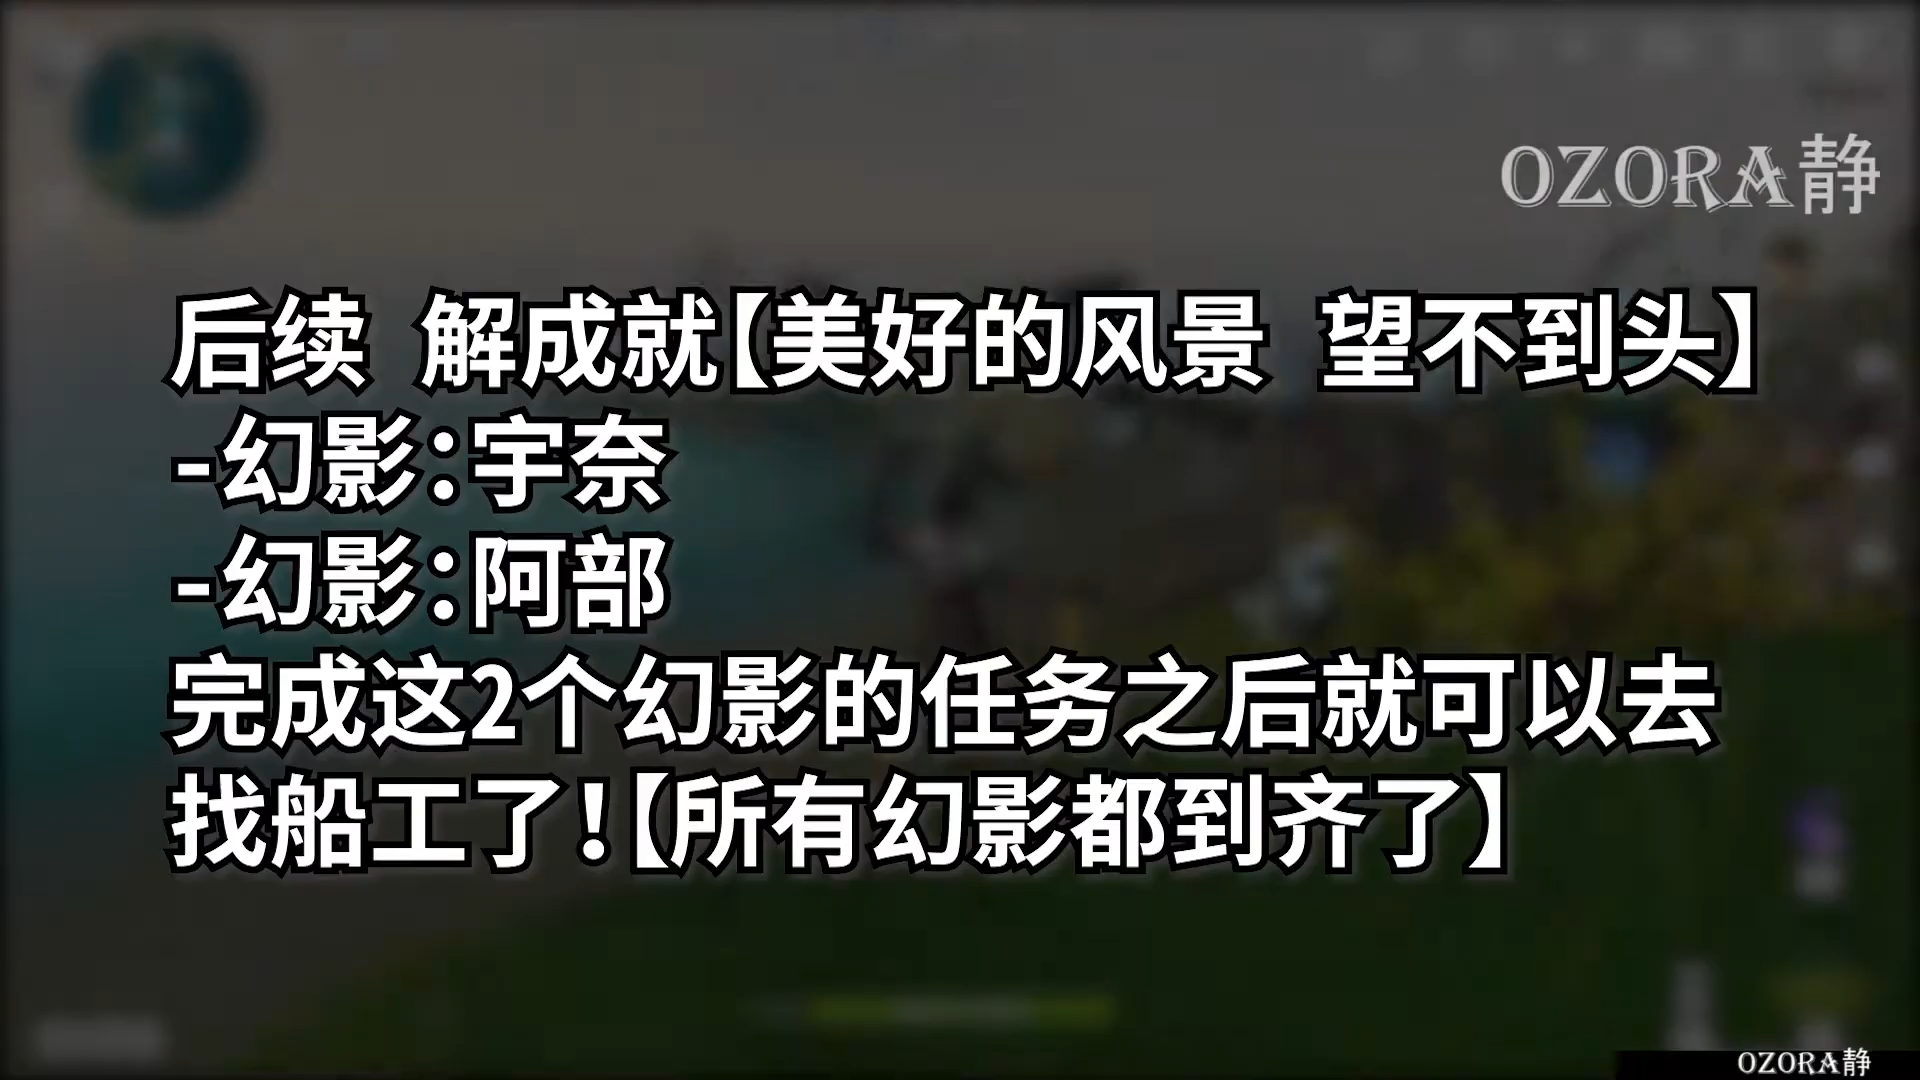 OZORA静
后续 解成就【美好的风景 望不到头】
-幻影：宇奈
-幻影：阿部
完成这2个幻影的任务之后就可以去
找船工了！【所有幻影都到齐了】
OZORA静